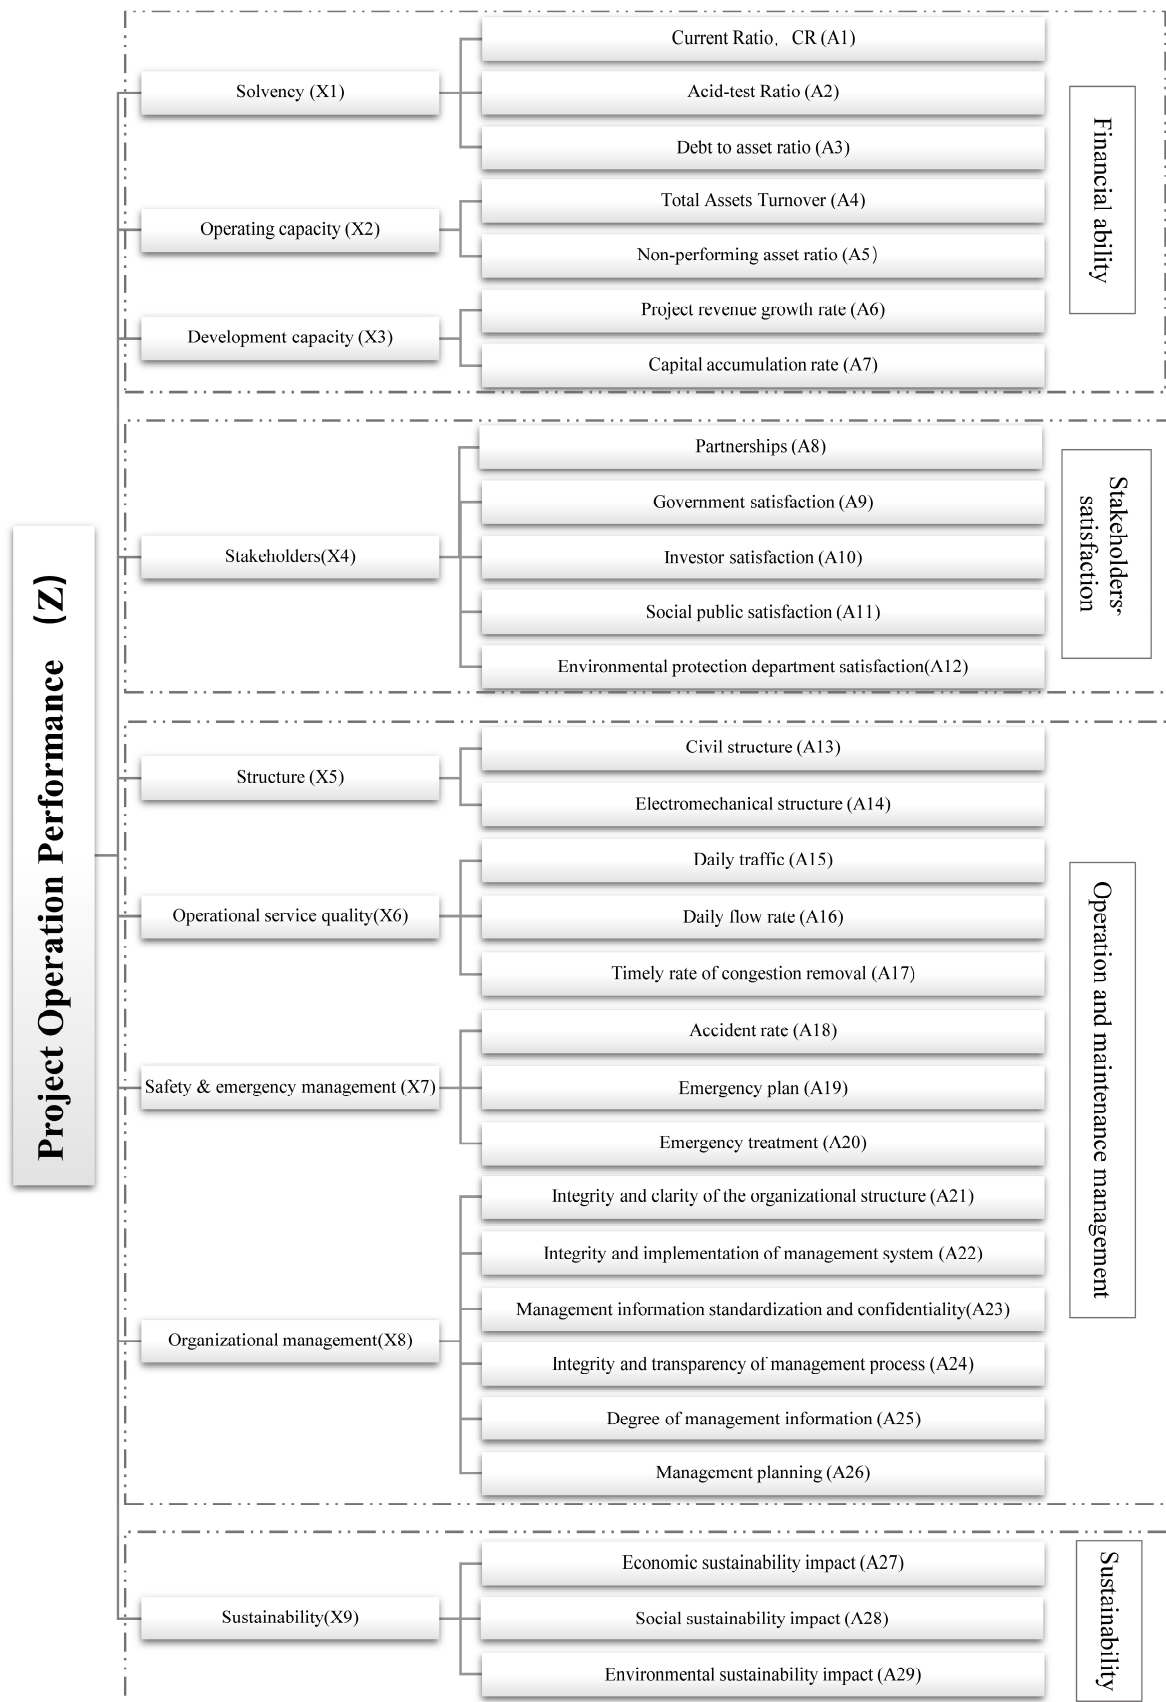 Project Operation Performance (Z)
Solvency (X1)
Current Ratio, CR (A1)
Acid-test Ratio (A2)
Debt to asset ratio (A3)
Operating capacity (X2)
Total Assets Turnover (A4)
Non-performing asset ratio (A5)
Development capacity (X3)
Project revenue growth rate (A6)
Capital accumulation rate (A7)
Financial ability
Stakeholders(X4)
Partnerships (A8)
Government satisfaction (A9)
Investor satisfaction (A10)
Social public satisfaction (A11)
Environmental protection department satisfaction(A12)
Stakeholders'
satisfaction
Structure (X5)
Civil structure (A13)
Electromechanical structure (A14)
Operational service quality(X6)
Daily traffic (A15)
Daily flow rate (A16)
Timely rate of congestion removal (A17)
Safety & emergency management (X7)
Accident rate (A18)
Emergency plan (A19)
Emergency treatment (A20)
Organizational management(X8)
Integrity and clarity of the organizational structure (A21)
Integrity and implementation of management system (A22)
Management information standardization and confidentiality(A23)
Integrity and transparency of management process (A24)
Degree of management information (A25)
Management planning (A26)
Operation and maintenance management
Sustainability(X9)
Economic sustainability impact (A27)
Social sustainability impact (A28)
Environmental sustainability impact (A29)
Sustainability